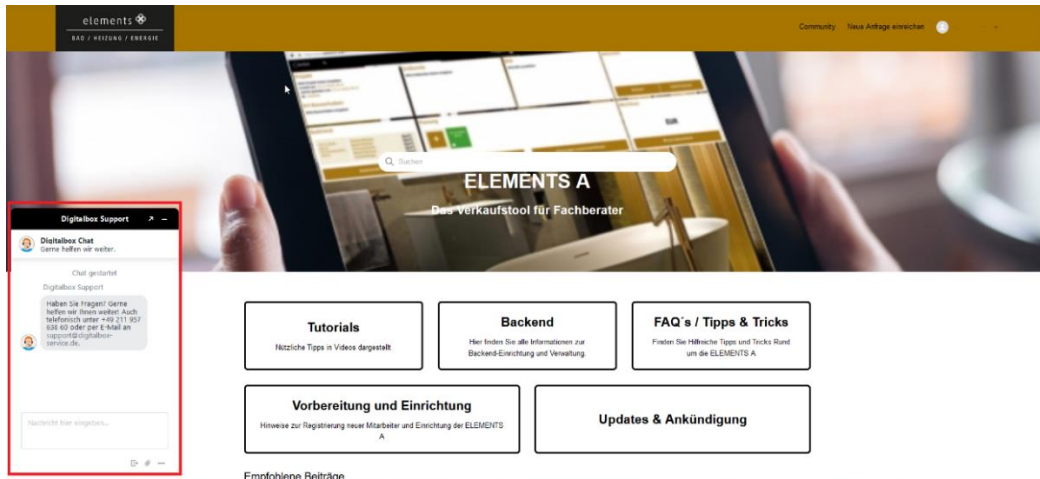 elements
BAD / HEIZUNG / ENERGIE
Community Neue Anfrage einreichen
Suchen
EUR
ELEMENTS A
Das Verkaufstool für Fachberater
Digitalbox Support
Digitalbox Chat
Gerne helfen wir weiter.
Chat gestartet
Digitalbox Support
Haben Sie Fragen? Gerne
helfen wir Ihnen weiter! Auch
telefonisch unter +49 211 957
638 60 oder per E-Mail an
support@digitalbox-
service.de.
Nachricht hier eingeben...
Tutorials
Nützliche Tipps in Videos dargestellt
Backend
Hier finden Sie alle Informationen zur
Backend-Einrichtung und Verwaltung.
FAQ´s / Tipps & Tricks
Finden Sie Hilfreiche Tipps und Tricks Rund
um die ELEMENTS A
Vorbereitung und Einrichtung
Hinweise zur Registrierung neuer Mitarbeiter und Einrichtung der ELEMENTS
A
Updates & Ankündigung
Empfohlene Beiträge